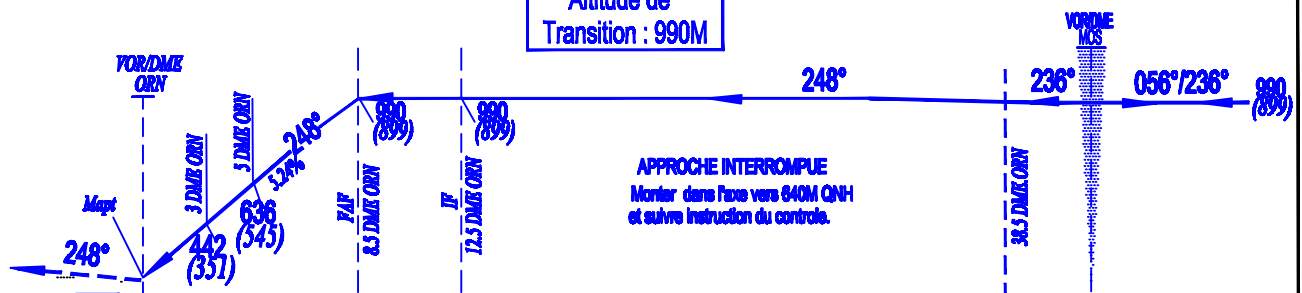 Altitude de
Transition : 990M
VOR/DME
MOS
VOR/DME
ORN
248°
236°
056°/236°
990
(899)
990
(899)
990
(899)
248°
5.24%
5 DME ORN
3 DME ORN
APPROCHE INTERROMPUE
Monter dans l'axe vers 640M QNH
et suivre instruction du controle.
Mapt
636
(545)
442
(351)
FAF
8.5 DME ORN
IF
12.5 DME ORN
38.5 DME ORN
248°